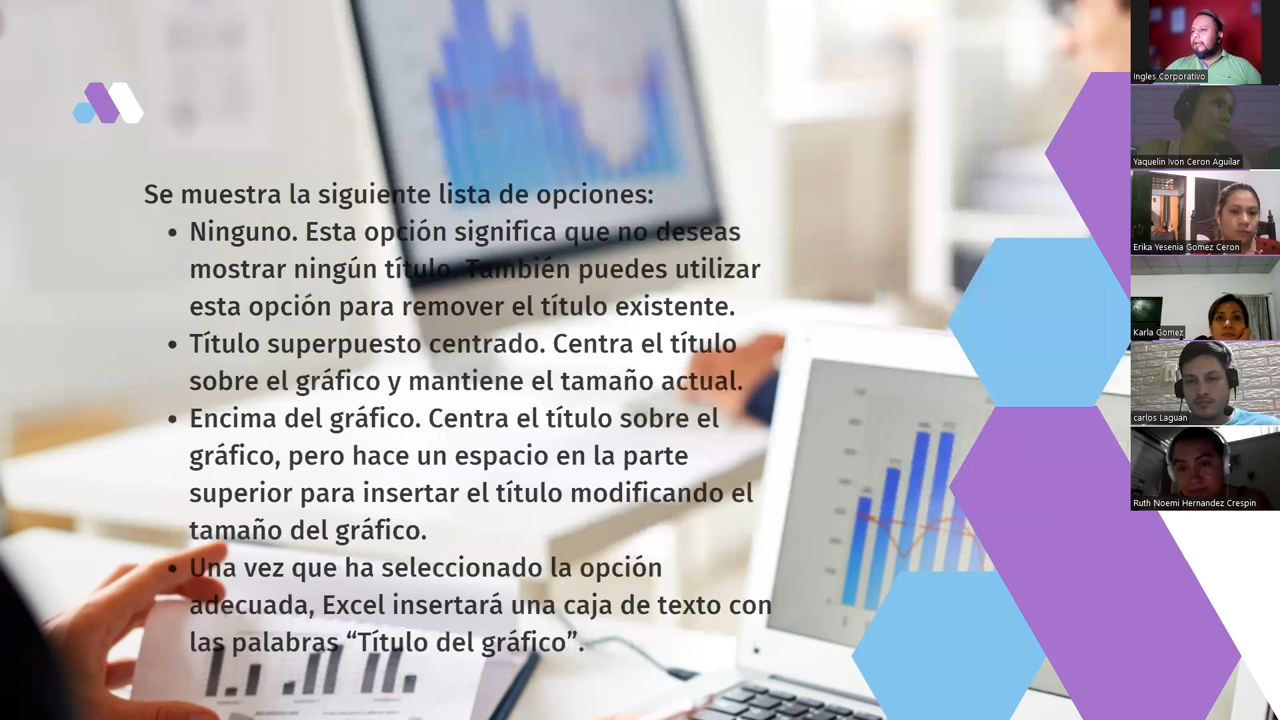 Se muestra la siguiente lista de opciones:
• Ninguno. Esta opción significa que no deseas
mostrar ningún título. También puedes utilizar
esta opción para remover el título existente.
• Título superpuesto centrado. Centra el título
sobre el gráfico y mantiene el tamaño actual.
• Encima del gráfico. Centra el título sobre el
gráfico, pero hace un espacio en la parte
superior para insertar el título modificando el
tamaño del gráfico.
• Una vez que ha seleccionado la opción
adecuada, Excel insertará una caja de texto con
las palabras “Título del gráfico”.
Ingles Corporativo
Yaquelin Ivon Ceron Aguilar
Erika Yesenia Gomez Ceron
Karla Gomez
carlos Laguan
Ruth Noemi Hernandez Crespin